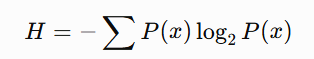 H = − ∑ P(x) log₂ P(x)